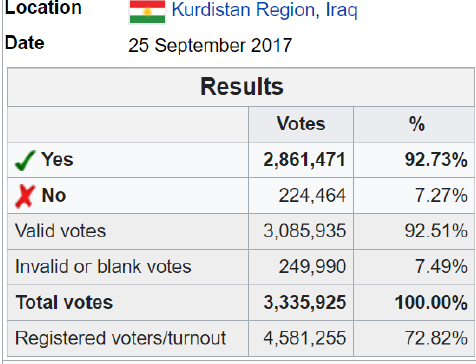 Location Kurdistan Region, Iraq
Date 25 September 2017
Results
Votes %
Yes 2,861,471 92.73%
No 224,464 7.27%
Valid votes 3,085,935 92.51%
Invalid or blank votes 249,990 7.49%
Total votes 3,335,925 100.00%
Registered voters/turnout 4,581,255 72.82%